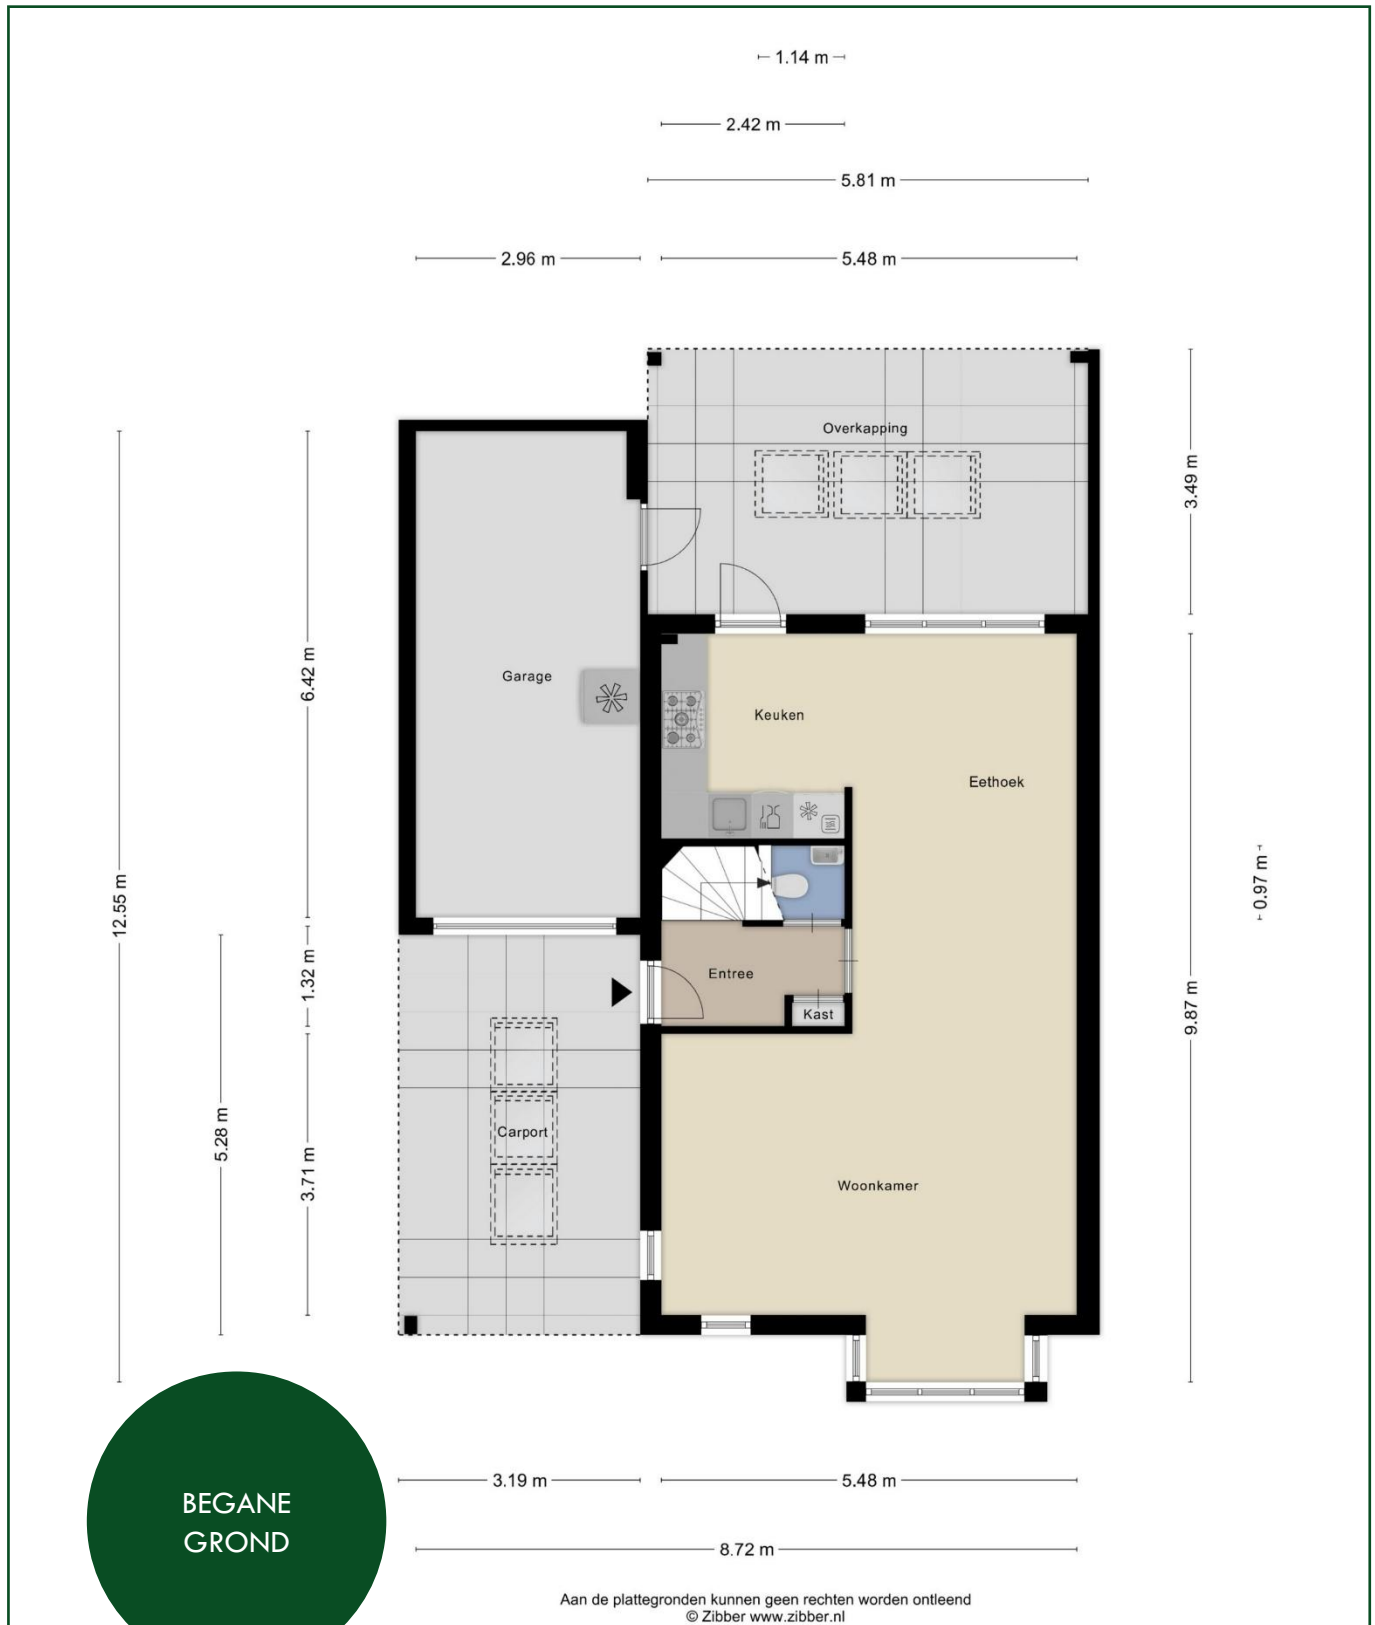 1.14 m
2.42 m
5.81 m
2.96 m
5.48 m
Overkapping
3.49 m
Garage
6.42 m
Keuken
Eethoek
12.55 m
0.97 m
Entree
1.32 m
Kast
9.87 m
5.28 m
Carport
3.71 m
Woonkamer
3.19 m
5.48 m
BEGANE
GROND
8.72 m
Aan de plattegronden kunnen geen rechten worden ontleend
© Zibber www.zibber.nl